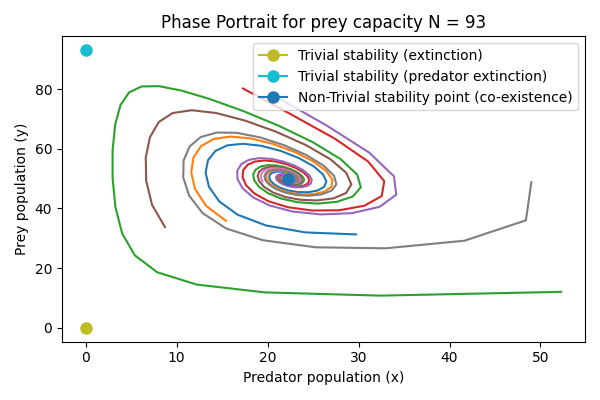 Phase Portrait for prey capacity N = 93
Trivial stability (extinction)
Trivial stability (predator extinction)
Non-Trivial stability point (co-existence)
Prey population (y)
80
60
40
20
0
0 10 20 30 40 50
Predator population (x)